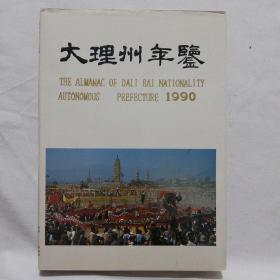 大理州年鑒
THE ALMANAC OF DALI BAI NATIONALITY
AUTONOMOUS PREFECTURE 1990